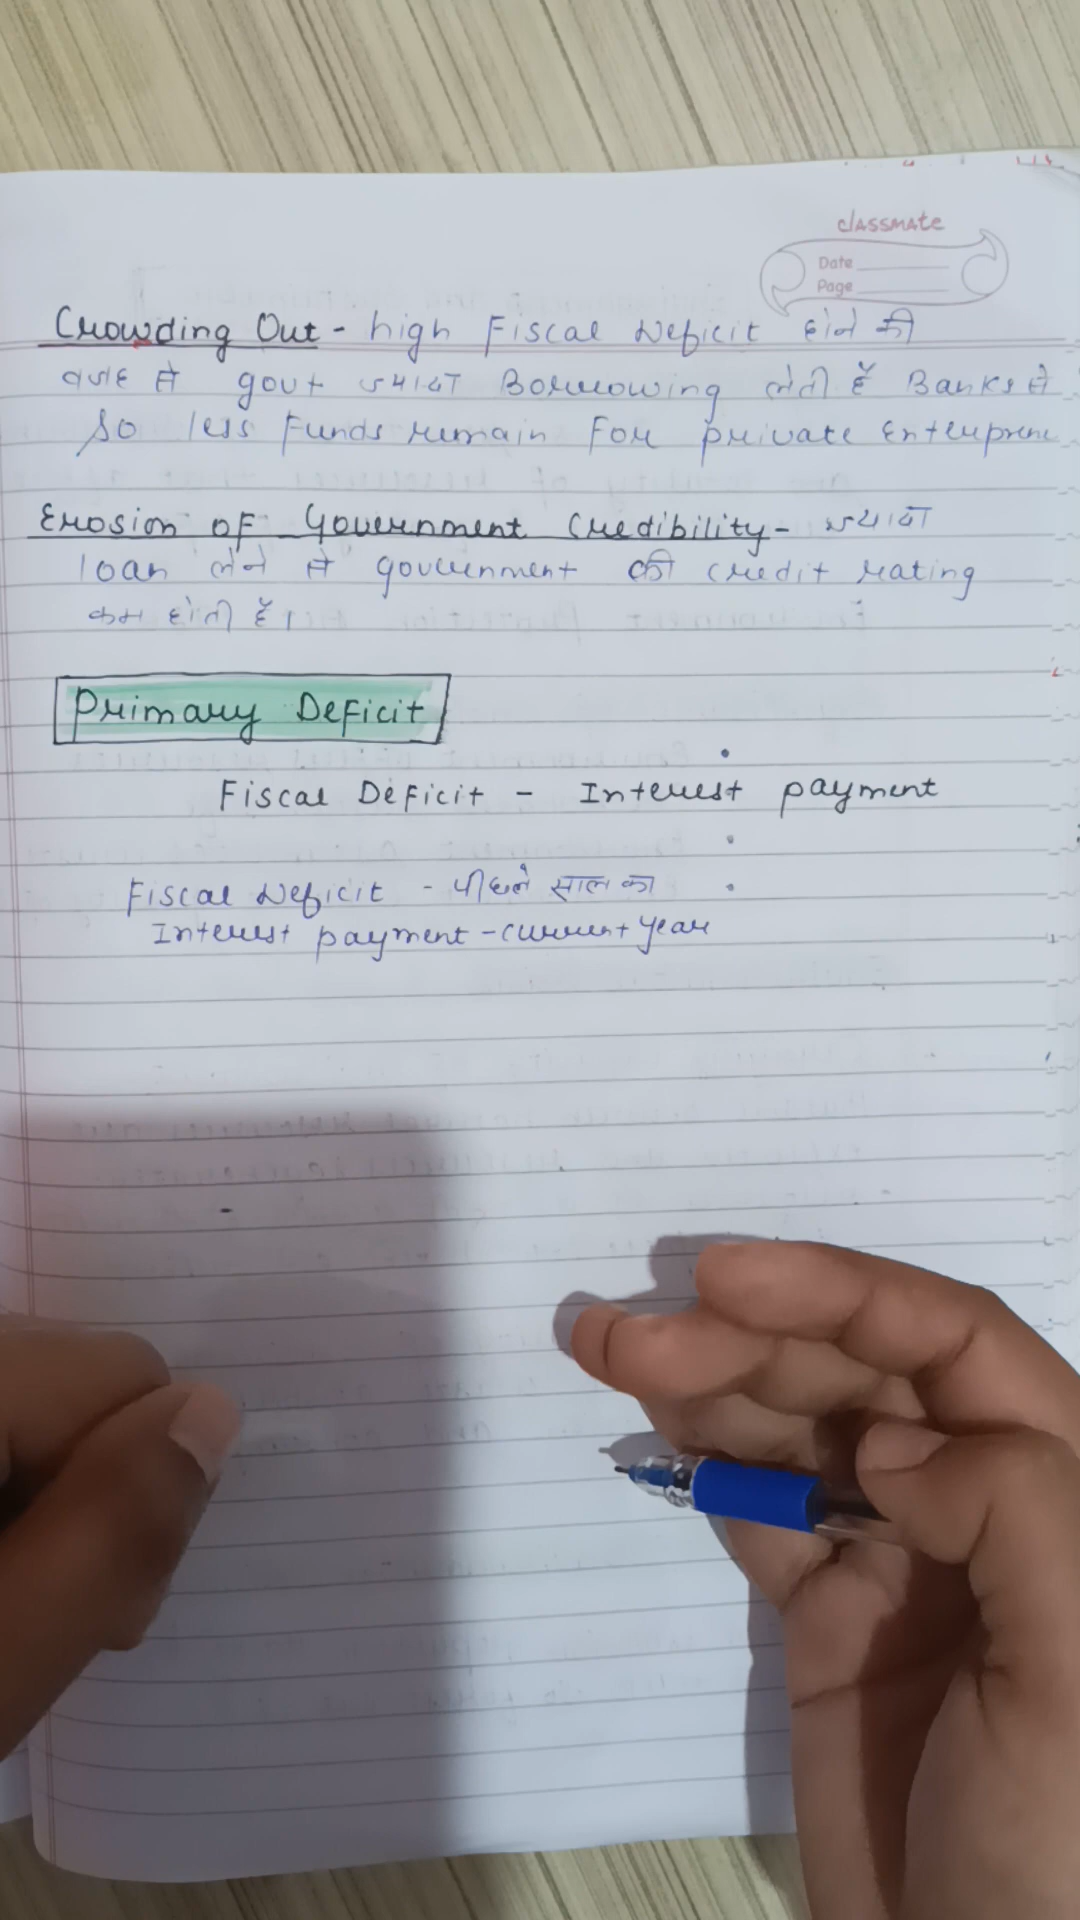 classmate
Date
Page
Crowding Out - high Fiscal Deficit होने की
वजह से govt ज्यादा Borrowing लेती हैं Banks से
So less Funds remain For private Enterprene
Erosion of Government Credibility - ज्यादा
loan लेने से government की credit rating
कम होती हैं।
Primary Deficit
Fiscal Deficit - Interest payment
Fiscal Deficit - पीछले साल का
Interest payment - current year